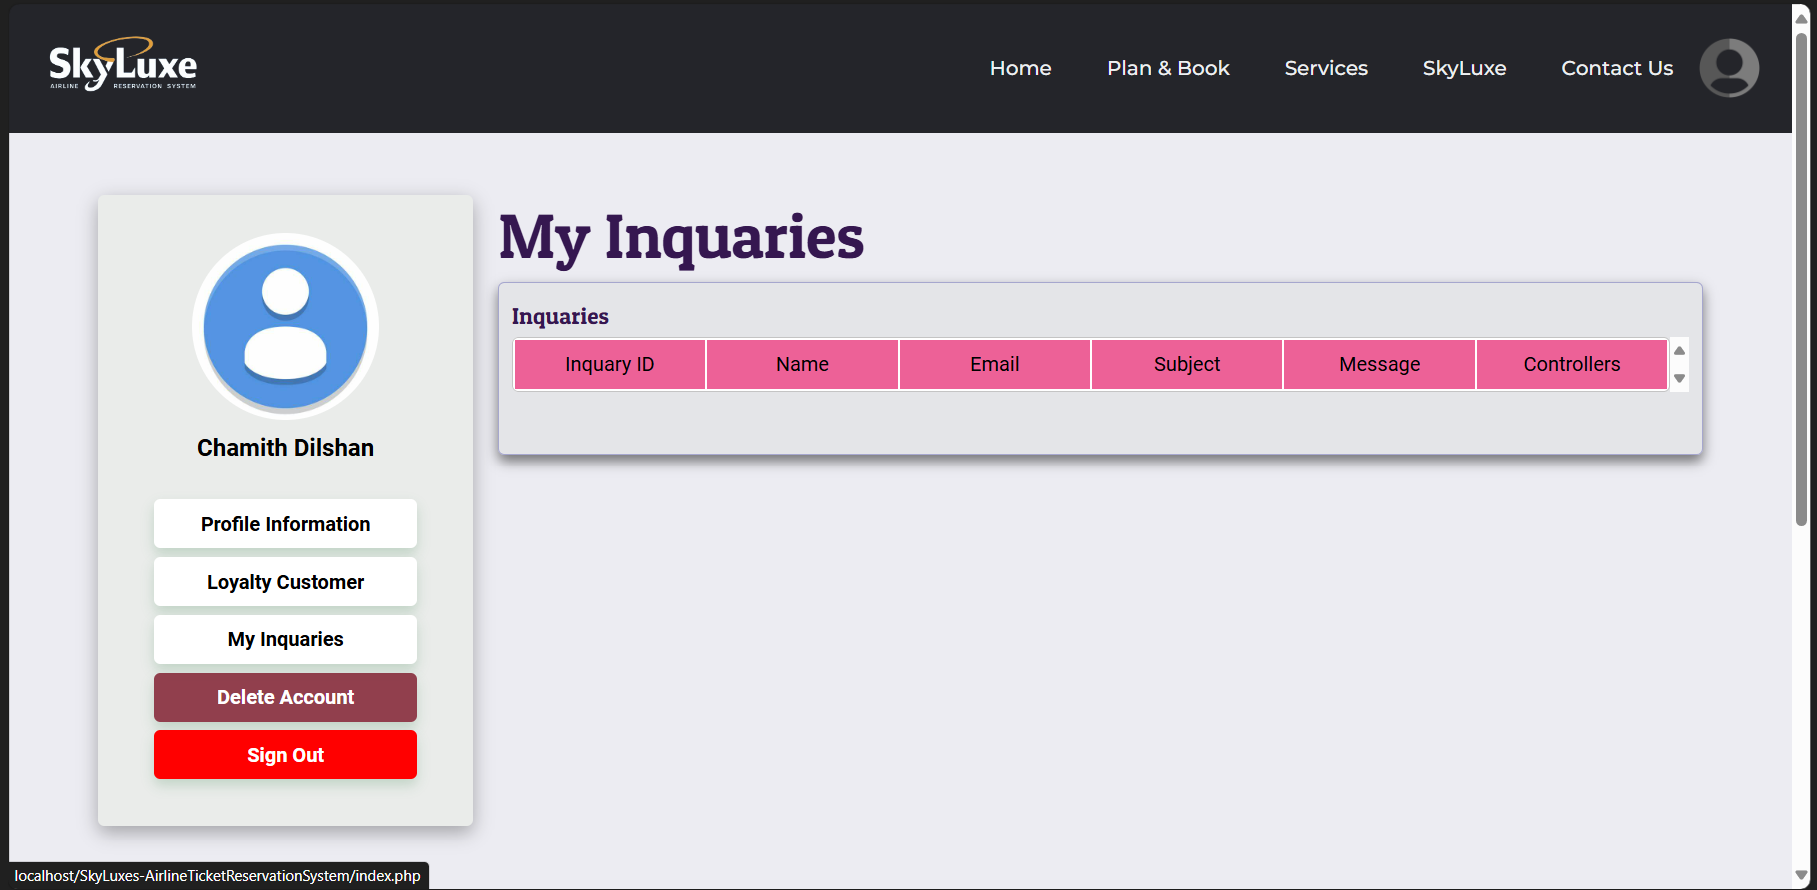 SkyLuxe
AIRLINE RESERVATION SYSTEM
Home Plan & Book Services SkyLuxe Contact Us
Chamith Dilshan
Profile Information
Loyalty Customer
My Inquaries
Delete Account
Sign Out
My Inquaries
Inquaries
Inquary ID Name Email Subject Message Controllers
localhost/SkyLuxes-AirlineTicketReservationSystem/index.php